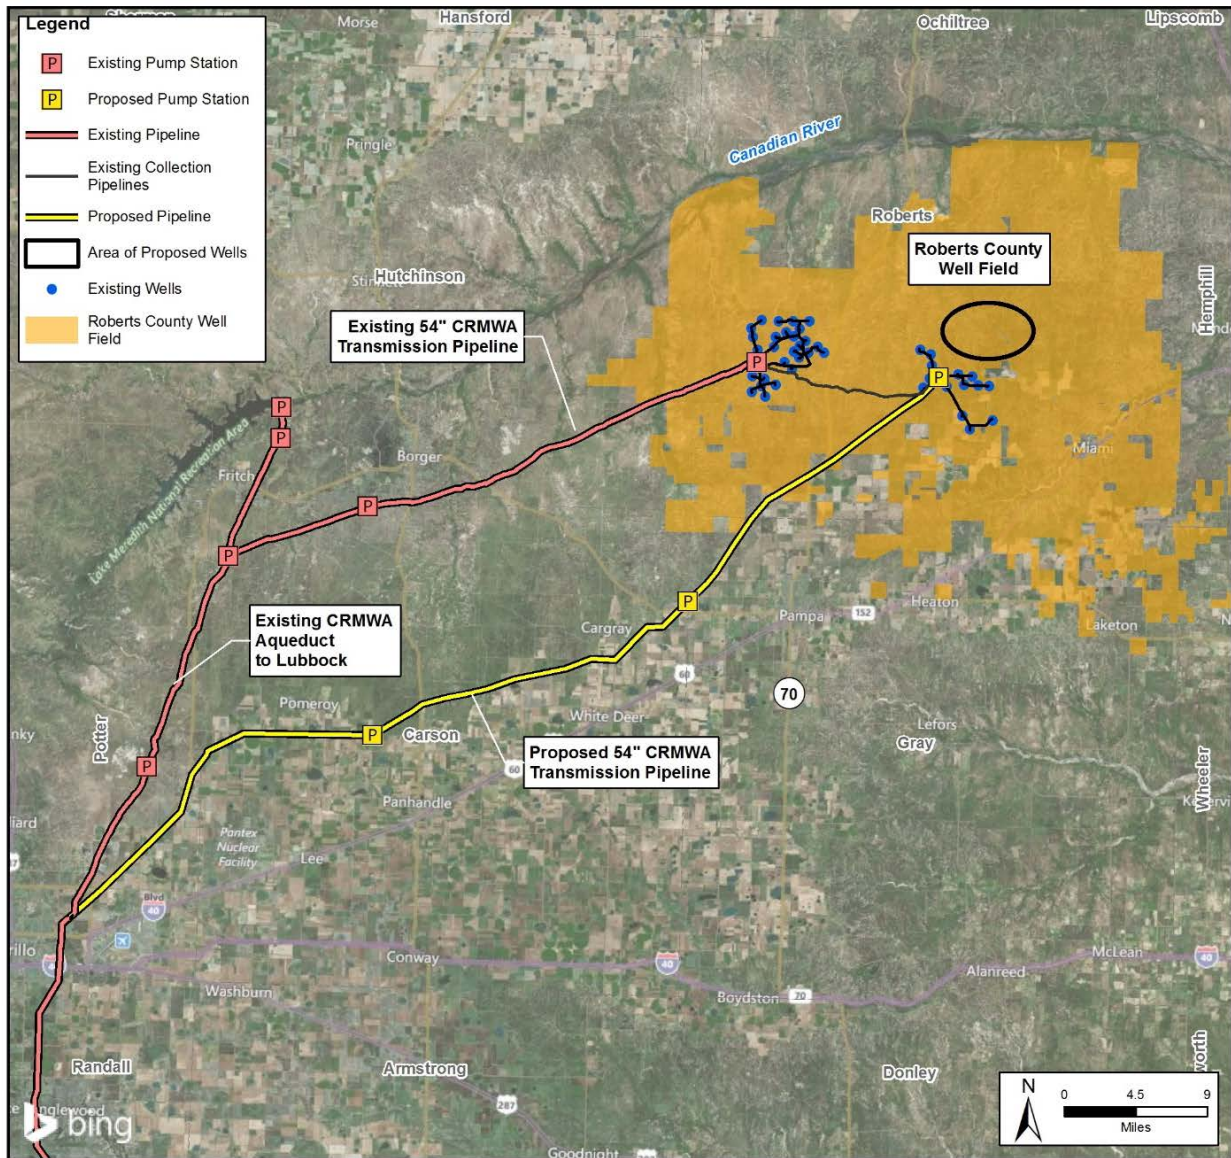 Sherman
Hansford
Ochiltree
Lipscomb
Legend
Morse
P
Existing Pump Station
P
Proposed Pump Station
Existing Pipeline
Pringle
Canadian River
Existing Collection
Pipelines
Proposed Pipeline
Roberts
Area of Proposed Wells
Roberts County
Well Field
Hutchinson
Stinnett
Hemphill
Existing Wells
Roberts County Well
Field
Existing 54" CRMWA
Transmission Pipeline
P
P
P
P
Lake Meredith National Recreation Area
Fritch
Borger
Miami
P
P
P
Cargray
Pampa
152
Heaton
Laketon
Existing CRMWA
Aqueduct
to Lubbock
60
70
Pomeroy
White Deer
Potter
P
Carson
Lefors
Gray
Proposed 54" CRMWA
Transmission Pipeline
P
60
Wheeler
Panhandle
Pantex
Nuclear
Facility
Lee
Blvd
40
40
Conway
40
McLean
40
Alanreed
Washburn
Boydston
70
Randall
Armstrong
Donley
287
bing
Goodnight
N
0
4.5
9
Miles